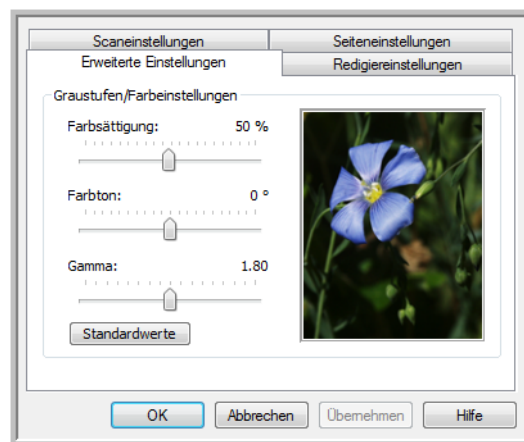 Scaneinstellungen
Seiteneinstellungen
Erweiterte Einstellungen
Redigiereinstellungen
Graustufen/Farbeinstellungen
Farbsättigung: 50 %
Farbton: 0 °
Gamma: 1.80
Standardwerte
OK
Abbrechen
Übernehmen
Hilfe